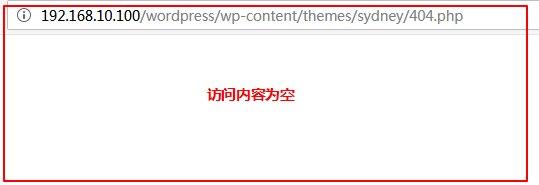 192.168.10.100/wordpress/wp-content/themes/sydney/404.php
访问内容为空